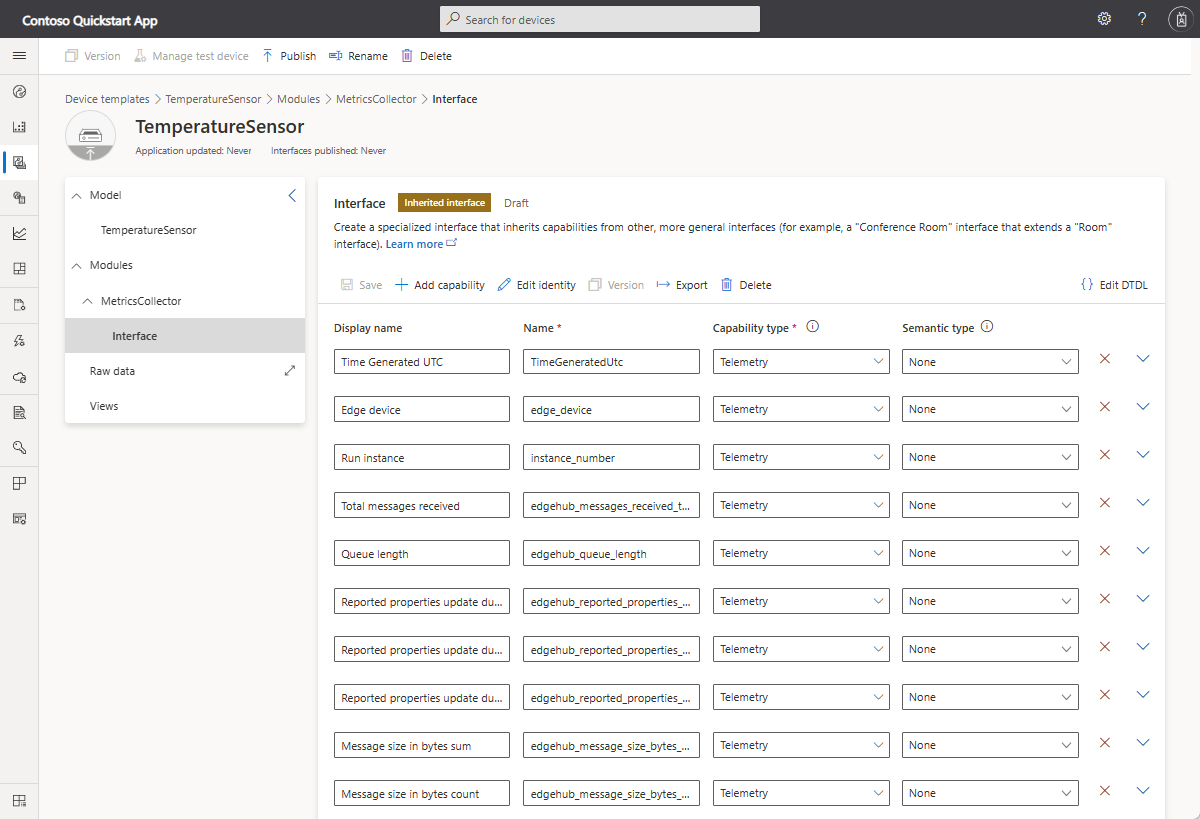 Contoso Quickstart App
Search for devices
?
Version Manage test device Publish Rename Delete
Device templates > TemperatureSensor > Modules > MetricsCollector > Interface
TemperatureSensor
Application updated: Never Interfaces published: Never
Model
TemperatureSensor
Modules
MetricsCollector
Interface
Raw data
Views
Interface Inherited interface Draft
Create a specialized interface that inherits capabilities from other, more general interfaces (for example, a "Conference Room" interface that extends a "Room"
interface). Learn more
Save Add capability Edit identity Version Export Delete {} Edit DTDL
Display name Name * Capability type * Semantic type
Time Generated UTC TimeGeneratedUtc Telemetry None
Edge device edge_device Telemetry None
Run instance instance_number Telemetry None
Total messages received edgehub_messages_received_t... Telemetry None
Queue length edgehub_queue_length Telemetry None
Reported properties update du... edgehub_reported_properties_... Telemetry None
Reported properties update du... edgehub_reported_properties_... Telemetry None
Reported properties update du... edgehub_reported_properties_... Telemetry None
Message size in bytes sum edgehub_message_size_bytes_... Telemetry None
Message size in bytes count edgehub_message_size_bytes_... Telemetry None